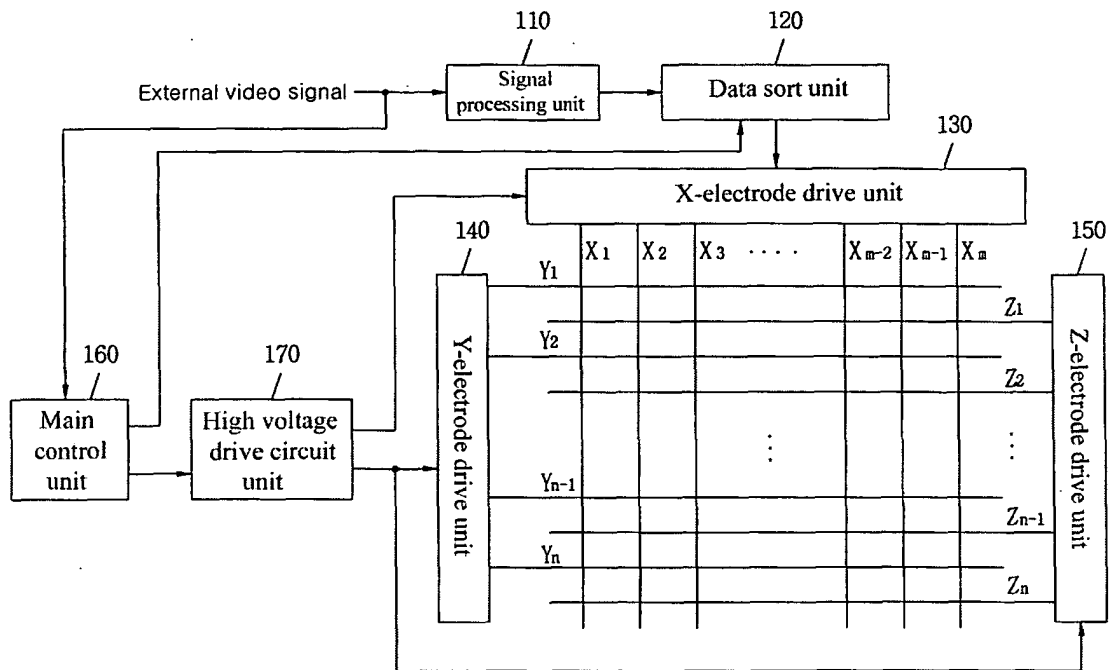 110
120
External video signal
Signal
processing unit
Data sort unit
130
X-electrode drive unit
140
150
X1 X2 X3 ···· Xm-2 Xm-1 Xm
Y1
Z1
Y2
Z2
160
170
Main
control
unit
High voltage
drive circuit
unit
Y-electrode drive unit
Z-electrode drive unit
Yn-1
Zn-1
Yn
Zn